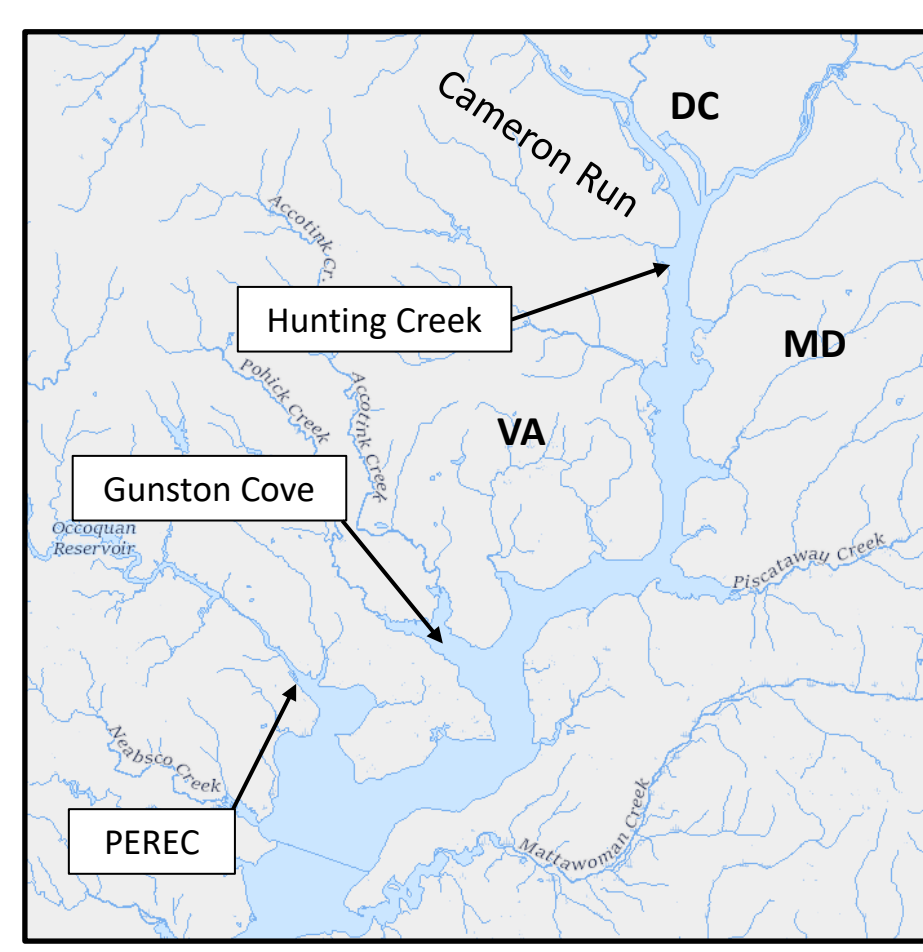 Cameron Run
DC
Accotink Cr.
Hunting Creek
MD
Pohick Creek
Accotink Creek
VA
Gunston Cove
Occoquan
Reservoir
Piscataway Creek
Neabsco Creek
PEREC
Mattawoman Creek